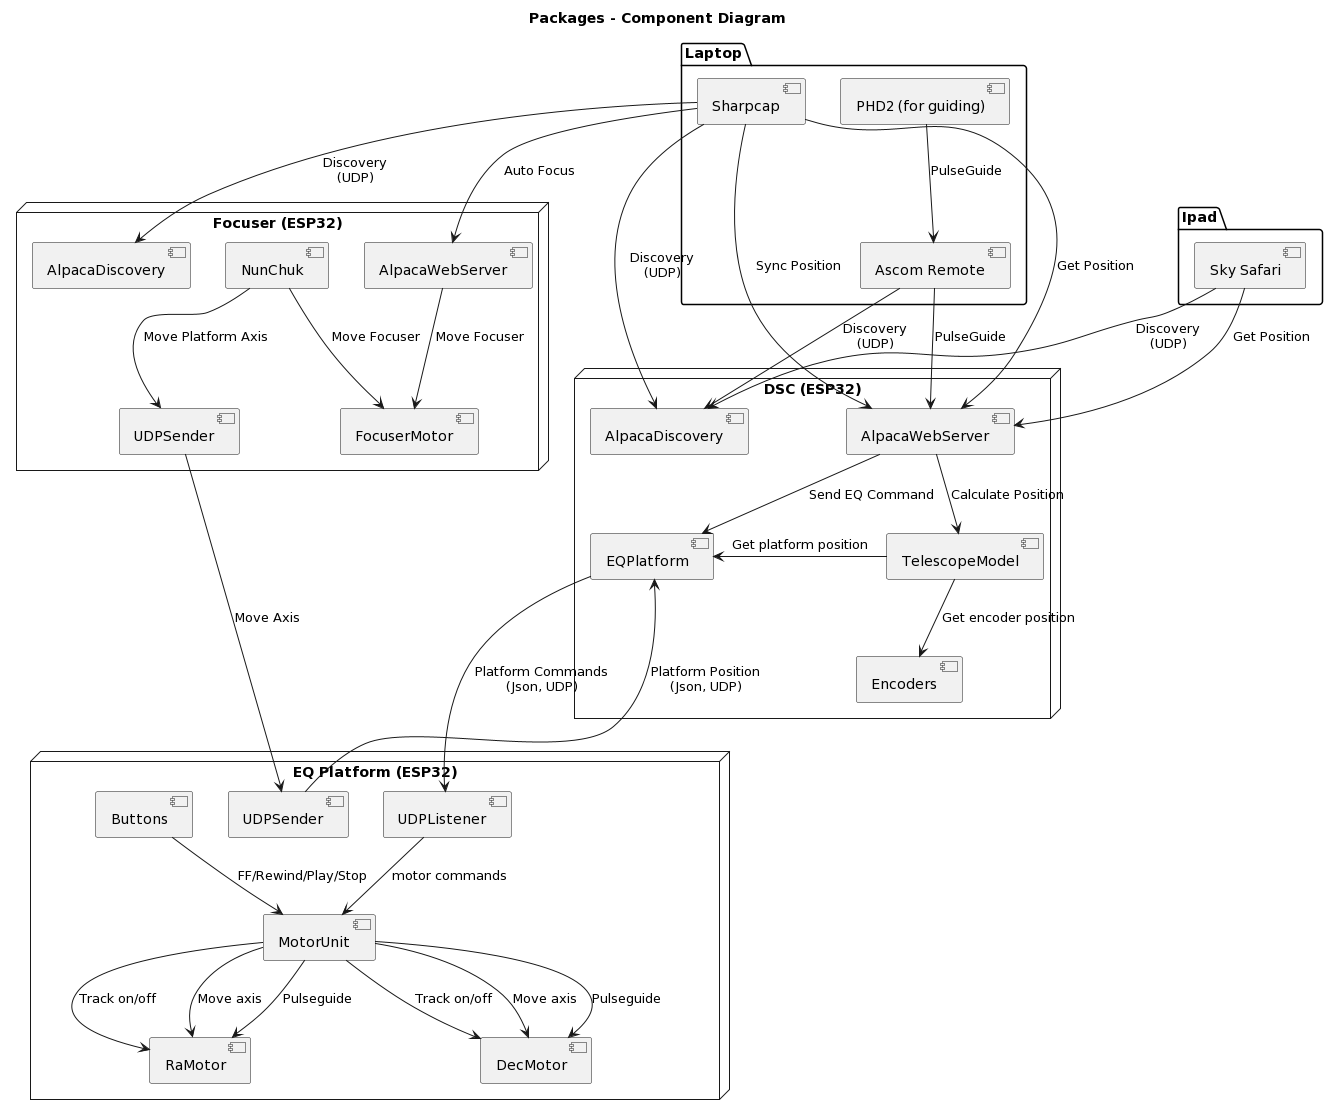 Packages - Component Diagram
Laptop
Sharpcap
PHD2 (for guiding)
Discovery
(UDP)
Auto Focus
PulseGuide
Focuser (ESP32)
Ipad
AlpacaDiscovery
NunChuk
AlpacaWebServer
Discovery
(UDP)
Sync Position
Ascom Remote
Get Position
Sky Safari
Move Platform Axis
Move Focuser
Move Focuser
Discovery
(UDP)
PulseGuide
Discovery
(UDP)
Get Position
DSC (ESP32)
UDPSender
FocuserMotor
AlpacaDiscovery
AlpacaWebServer
Send EQ Command
Calculate Position
Get platform position
EQPlatform
TelescopeModel
Move Axis
Get encoder position
Platform Commands
(Json, UDP)
Platform Position
(Json, UDP)
Encoders
EQ Platform (ESP32)
Buttons
UDPSender
UDPListener
FF/Rewind/Play/Stop
motor commands
MotorUnit
Track on/off
Move axis
Pulseguide
Track on/off
Move axis
Pulseguide
RaMotor
DecMotor